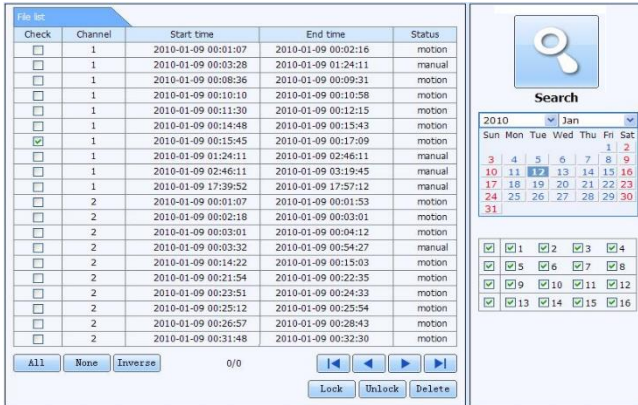 File list
Check Channel Start time End time Status
1 2010-01-09 00:01:07 2010-01-09 00:02:16 motion
1 2010-01-09 00:03:28 2010-01-09 01:24:11 manual
1 2010-01-09 00:08:36 2010-01-09 00:09:31 motion
1 2010-01-09 00:10:10 2010-01-09 00:10:58 motion
1 2010-01-09 00:11:30 2010-01-09 00:12:15 motion
1 2010-01-09 00:14:48 2010-01-09 00:15:43 motion
1 2010-01-09 00:15:45 2010-01-09 00:17:09 motion
1 2010-01-09 01:24:11 2010-01-09 02:46:11 manual
1 2010-01-09 02:46:11 2010-01-09 03:19:45 manual
1 2010-01-09 17:39:52 2010-01-09 17:57:12 manual
2 2010-01-09 00:01:07 2010-01-09 00:01:53 motion
2 2010-01-09 00:02:18 2010-01-09 00:03:01 motion
2 2010-01-09 00:03:01 2010-01-09 00:04:12 motion
2 2010-01-09 00:03:32 2010-01-09 00:54:27 manual
2 2010-01-09 00:14:22 2010-01-09 00:15:03 motion
2 2010-01-09 00:21:54 2010-01-09 00:22:35 motion
2 2010-01-09 00:23:51 2010-01-09 00:24:33 motion
2 2010-01-09 00:25:12 2010-01-09 00:25:54 motion
2 2010-01-09 00:26:57 2010-01-09 00:28:43 motion
2 2010-01-09 00:31:48 2010-01-09 00:32:30 motion
All None Inverse 0/0
Lock Unlock Delete
Search
2010 Jan
Sun Mon Tue Wed Thu Fri Sat
1 2
3 4 5 6 7 8 9
10 11 12 13 14 15 16
17 18 19 20 21 22 23
24 25 26 27 28 29 30
31
1 2 3 4
5 6 7 8
9 10 11 12
13 14 15 16